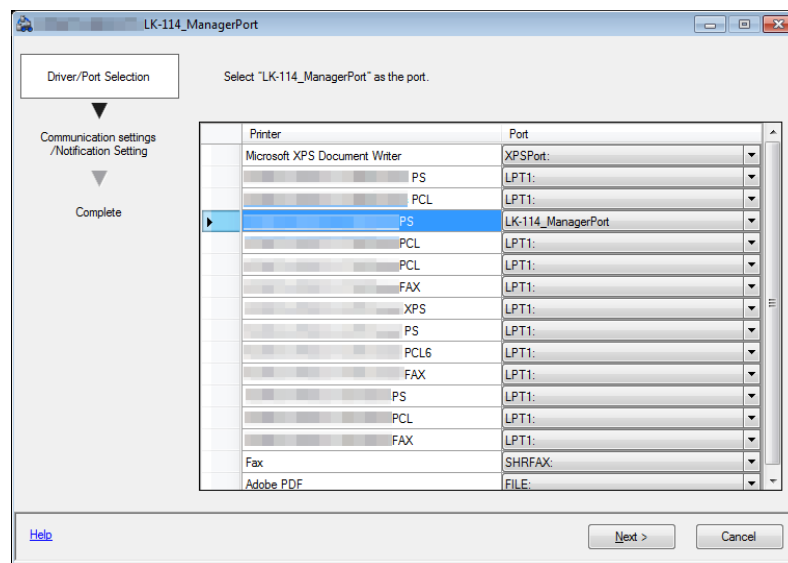 LK-114_ManagerPort
Driver/Port Selection
Select "LK-114_ManagerPort" as the port.
Communication settings
/Notification Setting
Complete
Printer Port
Microsoft XPS Document Writer XPSPort:
PS LPT1:
PCL LPT1:
PS LK-114_ManagerPort
PCL LPT1:
PCL LPT1:
FAX LPT1:
XPS LPT1:
PS LPT1:
PCL6 LPT1:
FAX LPT1:
PS LPT1:
PCL LPT1:
FAX LPT1:
Fax SHRFAX:
Adobe PDF FILE:
Help
Next >
Cancel